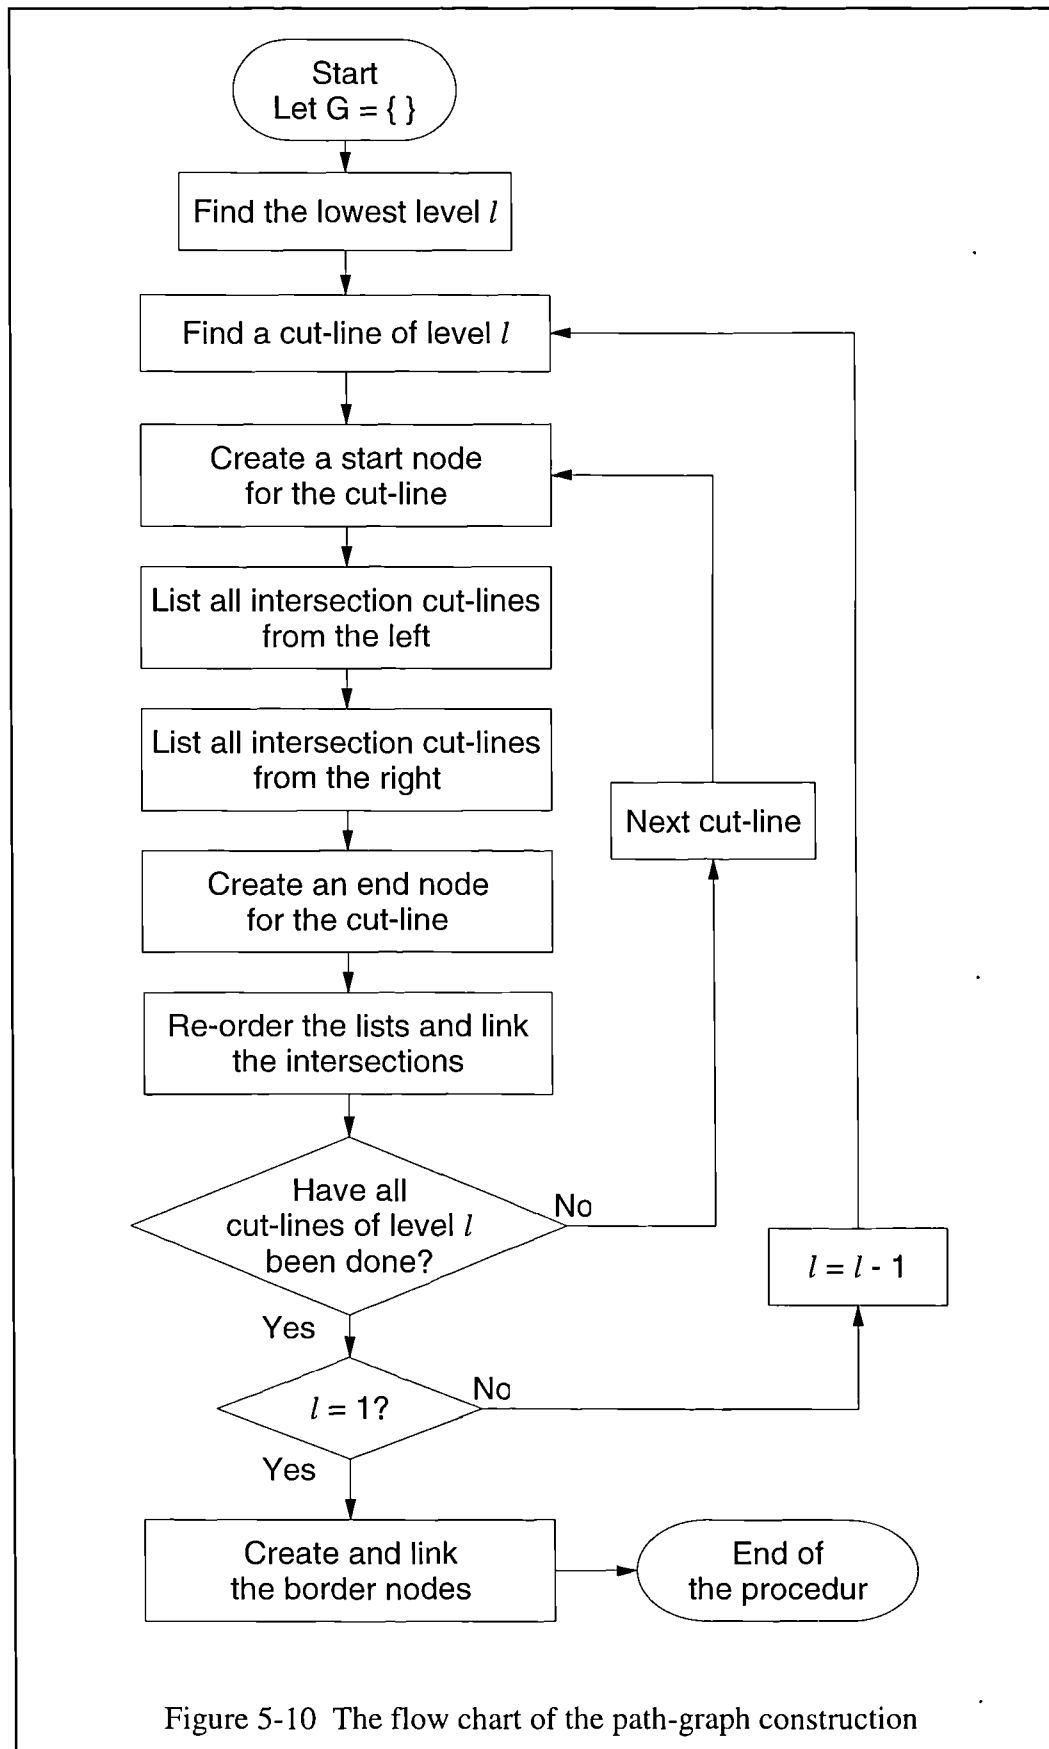 Start
Let G = { }
Find the lowest level l
Find a cut-line of level l
Create a start node
for the cut-line
List all intersection cut-lines
from the left
List all intersection cut-lines
from the right
Next cut-line
Create an end node
for the cut-line
Re-order the lists and link
the intersections
Have all
cut-lines of level l
been done?
No
l = l - 1
Yes
l = 1?
No
Yes
Create and link
the border nodes
End of
the procedur
Figure 5-10 The flow chart of the path-graph construction